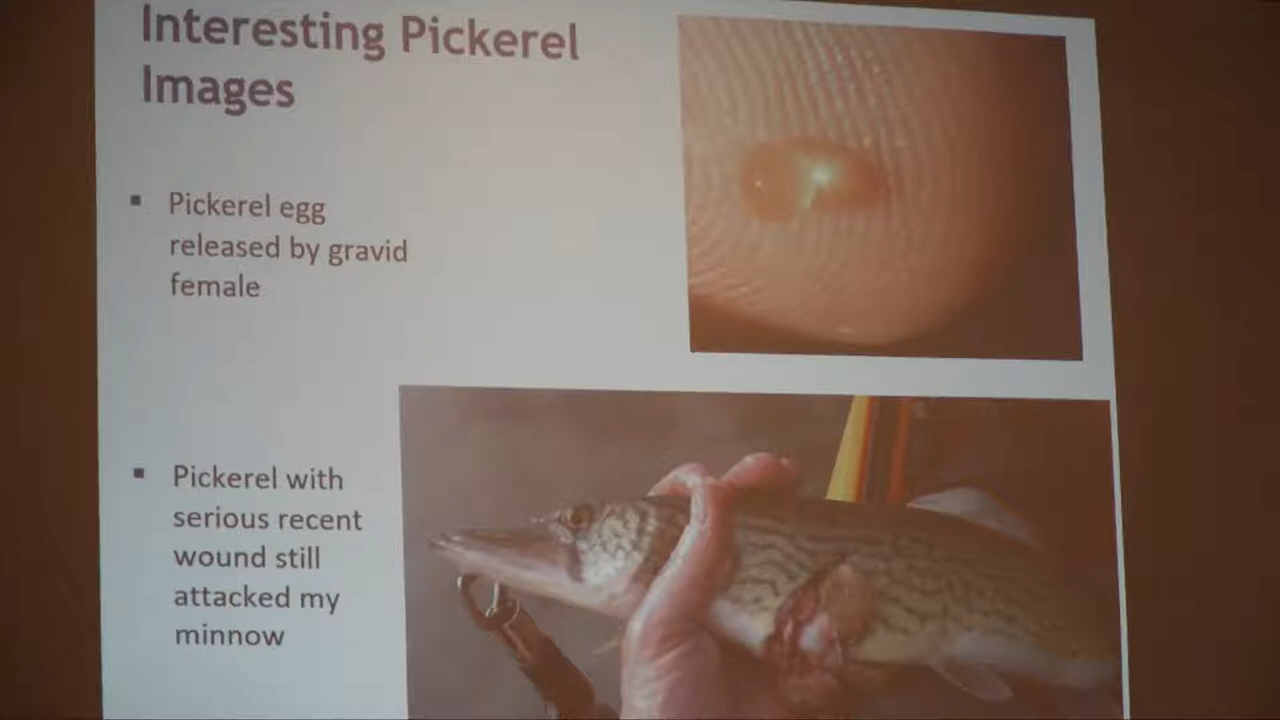 Interesting Pickerel
Images
▪ Pickerel egg
released by gravid
female
▪ Pickerel with
serious recent
wound still
attacked my
minnow